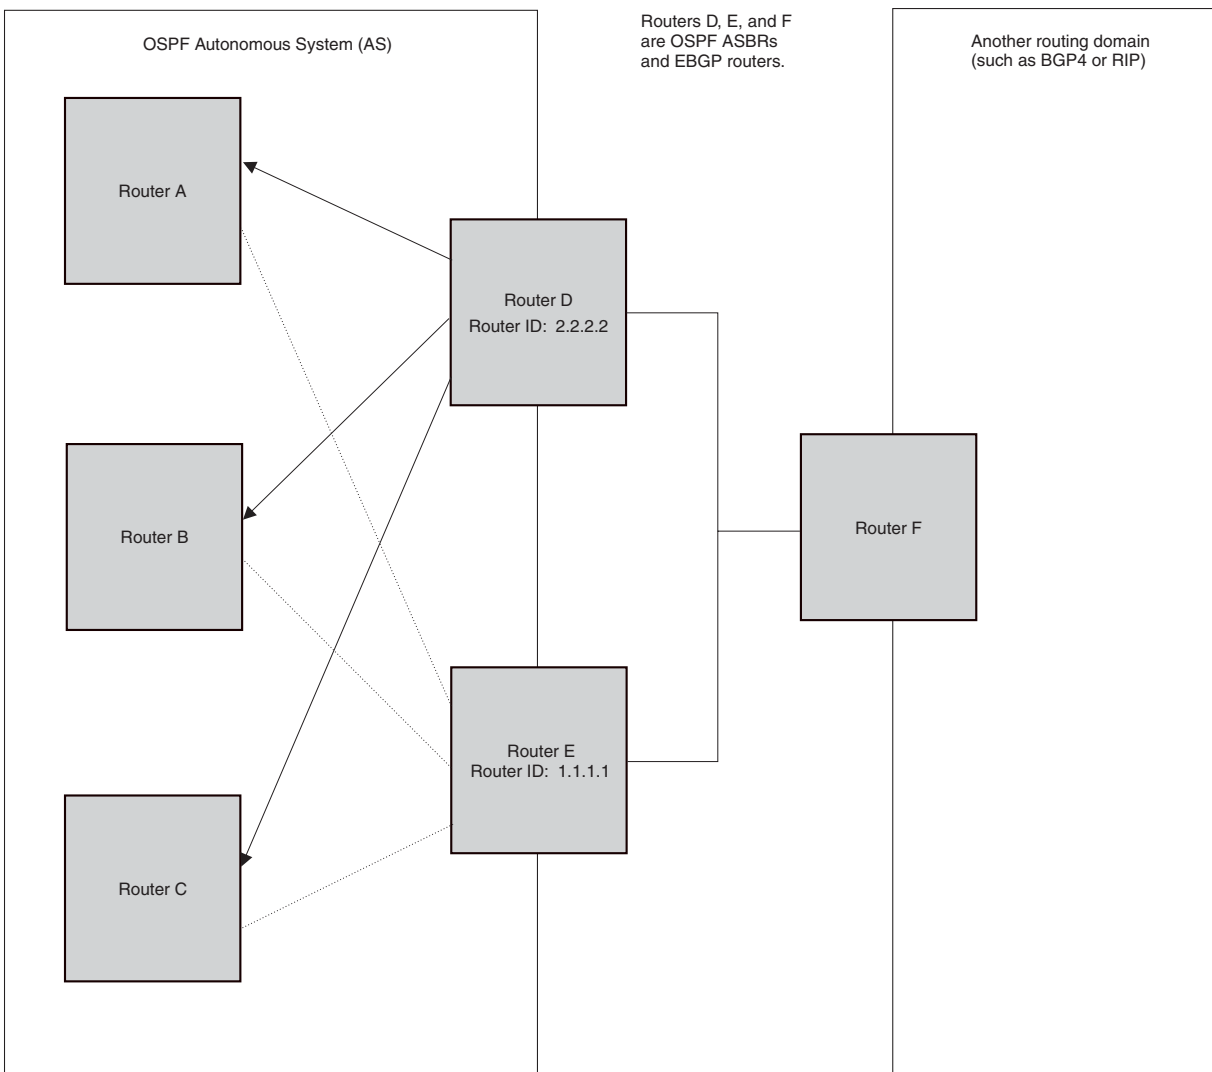 OSPF Autonomous System (AS)
Routers D, E, and F
are OSPF ASBRs
and EBGP routers.
Another routing domain
(such as BGP4 or RIP)
Router A
Router D
Router ID:  2.2.2.2
Router B
Router F
Router E
Router ID:  1.1.1.1
Router C